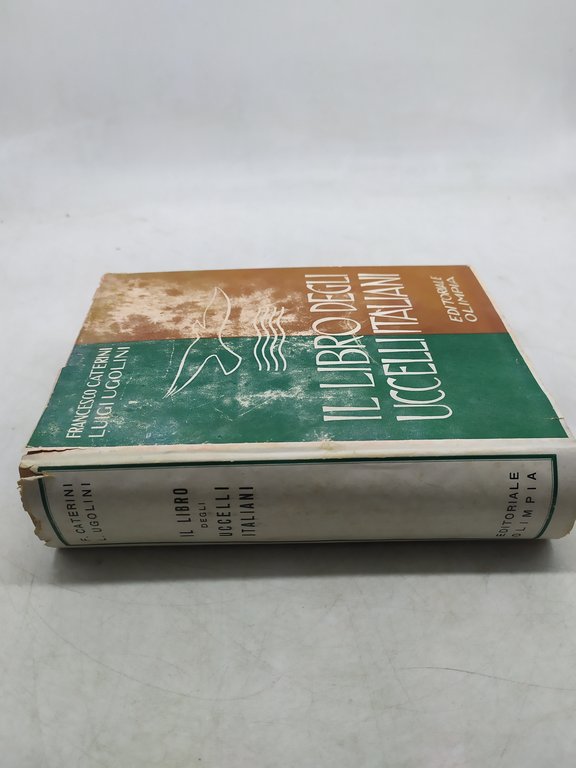 FRANCESCO CATERINI
LUIGI UGOLINI
IL LIBRO DEGLI
UCCELLI ITALIANI
EDITORIALE
OLIMPIA
F. CATERINI
L. UGOLINI
IL LIBRO
DEGLI
UCCELLI
ITALIANI
EDITORIALE
OLIMPIA